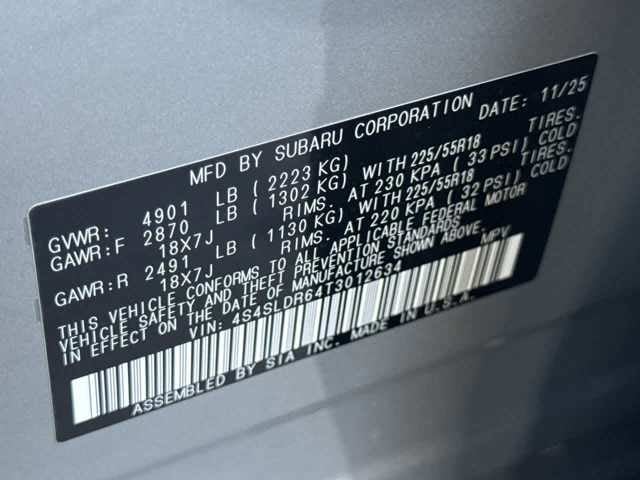 MFD BY SUBARU CORPORATION DATE: 11/25
GVWR: 4901 LB ( 2223 KG)
GAWR:F 2870 LB ( 1302 KG) WITH 225/55R18 TIRES.
18X7J RIMS. AT 230 KPA ( 33 PSI) COLD
GAWR:R 2491 LB ( 1130 KG) WITH 225/55R18 TIRES.
18X7J RIMS. AT 220 KPA ( 32 PSI) COLD
THIS VEHICLE CONFORMS TO ALL APPLICABLE FEDERAL MOTOR
VEHICLE SAFETY AND THEFT PREVENTION STANDARDS
IN EFFECT ON THE DATE OF MANUFACTURE SHOWN ABOVE.
VIN: 4S4SLDR64T3012634 MPV
ASSEMBLED BY SIA INC. MADE IN U.S.A.